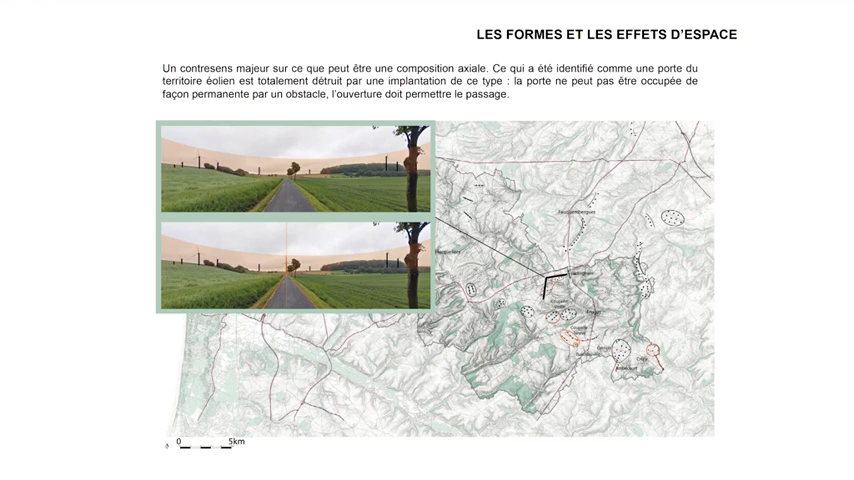 LES FORMES ET LES EFFETS D’ESPACE
Un contresens majeur sur ce que peut être une composition axiale. Ce qui a été identifié comme une porte du
territoire éolien est totalement détruit par une implantation de ce type : la porte ne peut pas être occupée de
façon permanente par un obstacle, l’ouverture doit permettre le passage.
Fauquembergues
0 5km